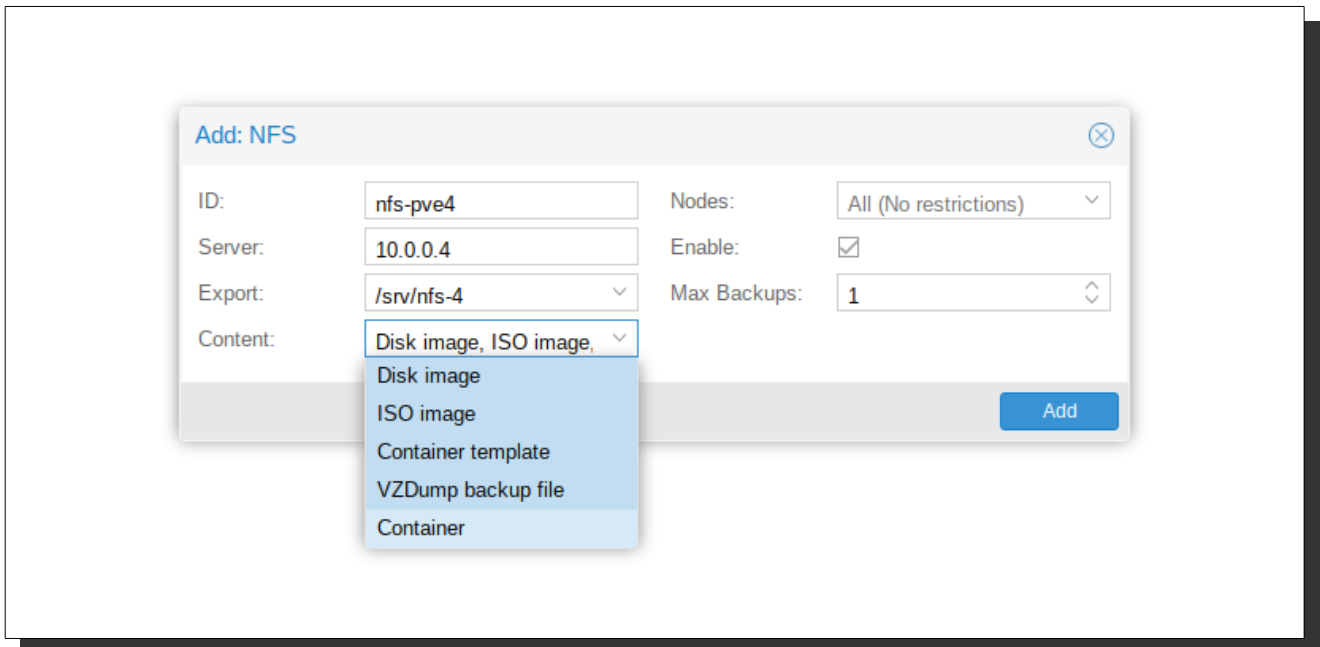 Add: NFS
ID: nfs-pve4 Nodes: All (No restrictions)
Server: 10.0.0.4 Enable:
Export: /srv/nfs-4 Max Backups: 1
Content: Disk image, ISO image,
Disk image
ISO image
Add
Container template
VZDump backup file
Container